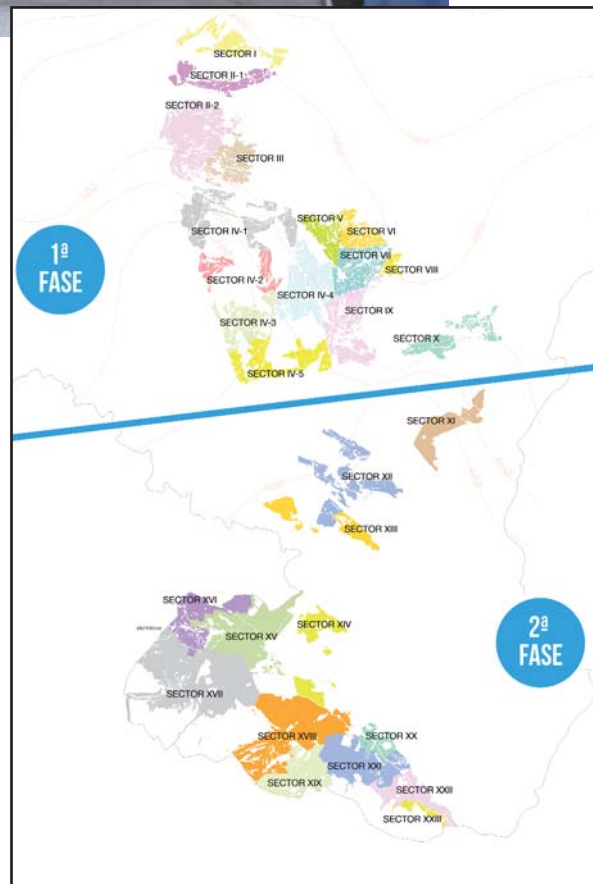 SECTOR I
SECTOR II-1
SECTOR II-2
SECTOR III
SECTOR IV-1
SECTOR V
SECTOR VI
SECTOR VII
SECTOR VIII
1ª
FASE
SECTOR IV-2
SECTOR IV-4
SECTOR IX
SECTOR IV-3
SECTOR X
SECTOR IV-5
SECTOR XI
SECTOR XII
SECTOR XIII
SECTOR XVI
SECTOR XIV
SECTOR XV
2ª
FASE
SECTOR XVII
SECTOR XVIII
SECTOR XX
SECTOR XXI
SECTOR XIX
SECTOR XXII
SECTOR XXIII